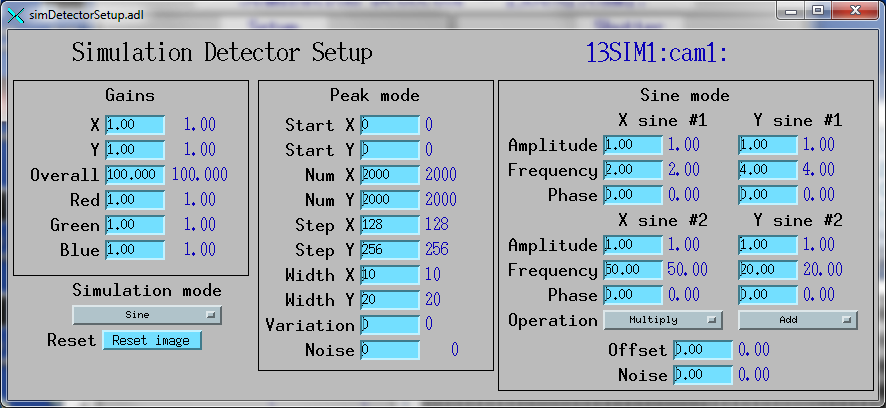 simDetectorSetup.adl
Simulation Detector Setup
13SIM1:cam1:
Gains
X 1.00 1.00
Y 1.00 1.00
Overall 100.000 100.000
Red 1.00 1.00
Green 1.00 1.00
Blue 1.00 1.00
Simulation mode
Sine
Reset Reset image
Peak mode
Start X 0 0
Start Y 0 0
Num X 2000 2000
Num Y 2000 2000
Step X 128 128
Step Y 256 256
Width X 10 10
Width Y 20 20
Variation 0 0
Noise 0 0
Sine mode
X sine #1 Y sine #1
Amplitude 1.00 1.00 1.00 1.00
Frequency 2.00 2.00 4.00 4.00
Phase 0.00 0.00 0.00 0.00
X sine #2 Y sine #2
Amplitude 1.00 1.00 1.00 1.00
Frequency 50.00 50.00 20.00 20.00
Phase 0.00 0.00 0.00 0.00
Operation Multiply Add
Offset 0.00 0.00
Noise 0.00 0.00